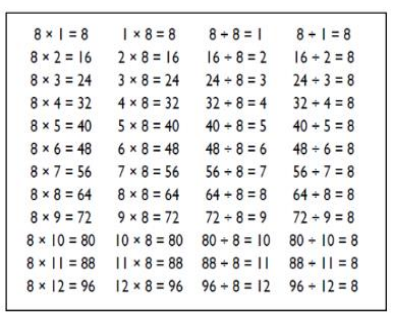 8 × 1 = 8 1 × 8 = 8 8 ÷ 8 = 1 8 ÷ 1 = 8
8 × 2 = 16 2 × 8 = 16 16 ÷ 8 = 2 16 ÷ 2 = 8
8 × 3 = 24 3 × 8 = 24 24 ÷ 8 = 3 24 ÷ 3 = 8
8 × 4 = 32 4 × 8 = 32 32 ÷ 8 = 4 32 ÷ 4 = 8
8 × 5 = 40 5 × 8 = 40 40 ÷ 8 = 5 40 ÷ 5 = 8
8 × 6 = 48 6 × 8 = 48 48 ÷ 8 = 6 48 ÷ 6 = 8
8 × 7 = 56 7 × 8 = 56 56 ÷ 8 = 7 56 ÷ 7 = 8
8 × 8 = 64 8 × 8 = 64 64 ÷ 8 = 8 64 ÷ 8 = 8
8 × 9 = 72 9 × 8 = 72 72 ÷ 8 = 9 72 ÷ 9 = 8
8 × 10 = 80 10 × 8 = 80 80 ÷ 8 = 10 80 ÷ 10 = 8
8 × 11 = 88 11 × 8 = 88 88 ÷ 8 = 11 88 ÷ 11 = 8
8 × 12 = 96 12 × 8 = 96 96 ÷ 8 = 12 96 ÷ 12 = 8